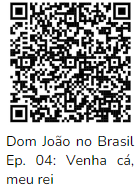 Dom João no Brasil
Ep. 04: Venha cá,
meu rei